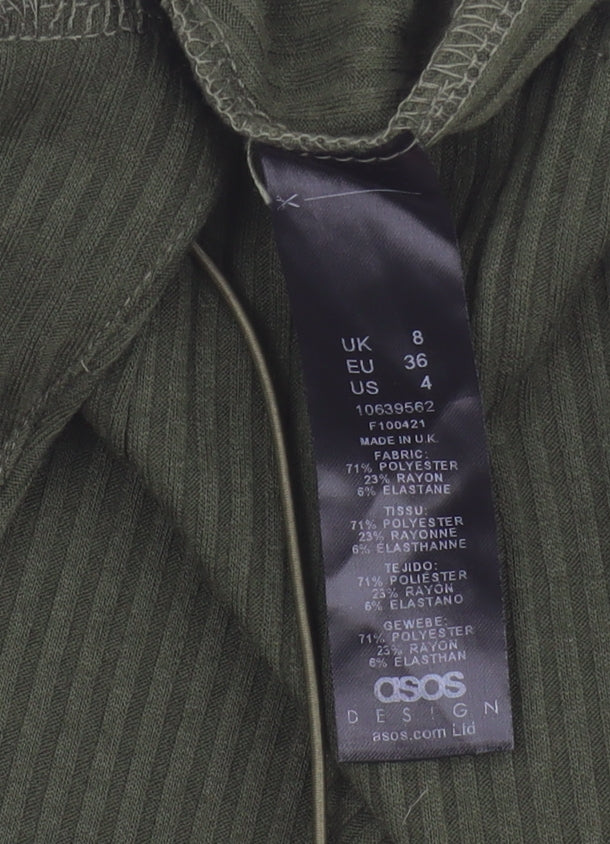 UK 8
EU 36
US 4
10639562
F100421
MADE IN U.K.
FABRIC:
71% POLYESTER
23% RAYON
6% ELASTANE
TISSU:
71% POLYESTER
23% RAYONNE
6% ELASTHANNE
TEJIDO:
71% POLIÉSTER
23% RAYON
6% ELASTANO
GEWEBE:
71% POLYESTER
23% RAYON
6% ELASTHAN
asos
DESIGN
asos.com Ltd